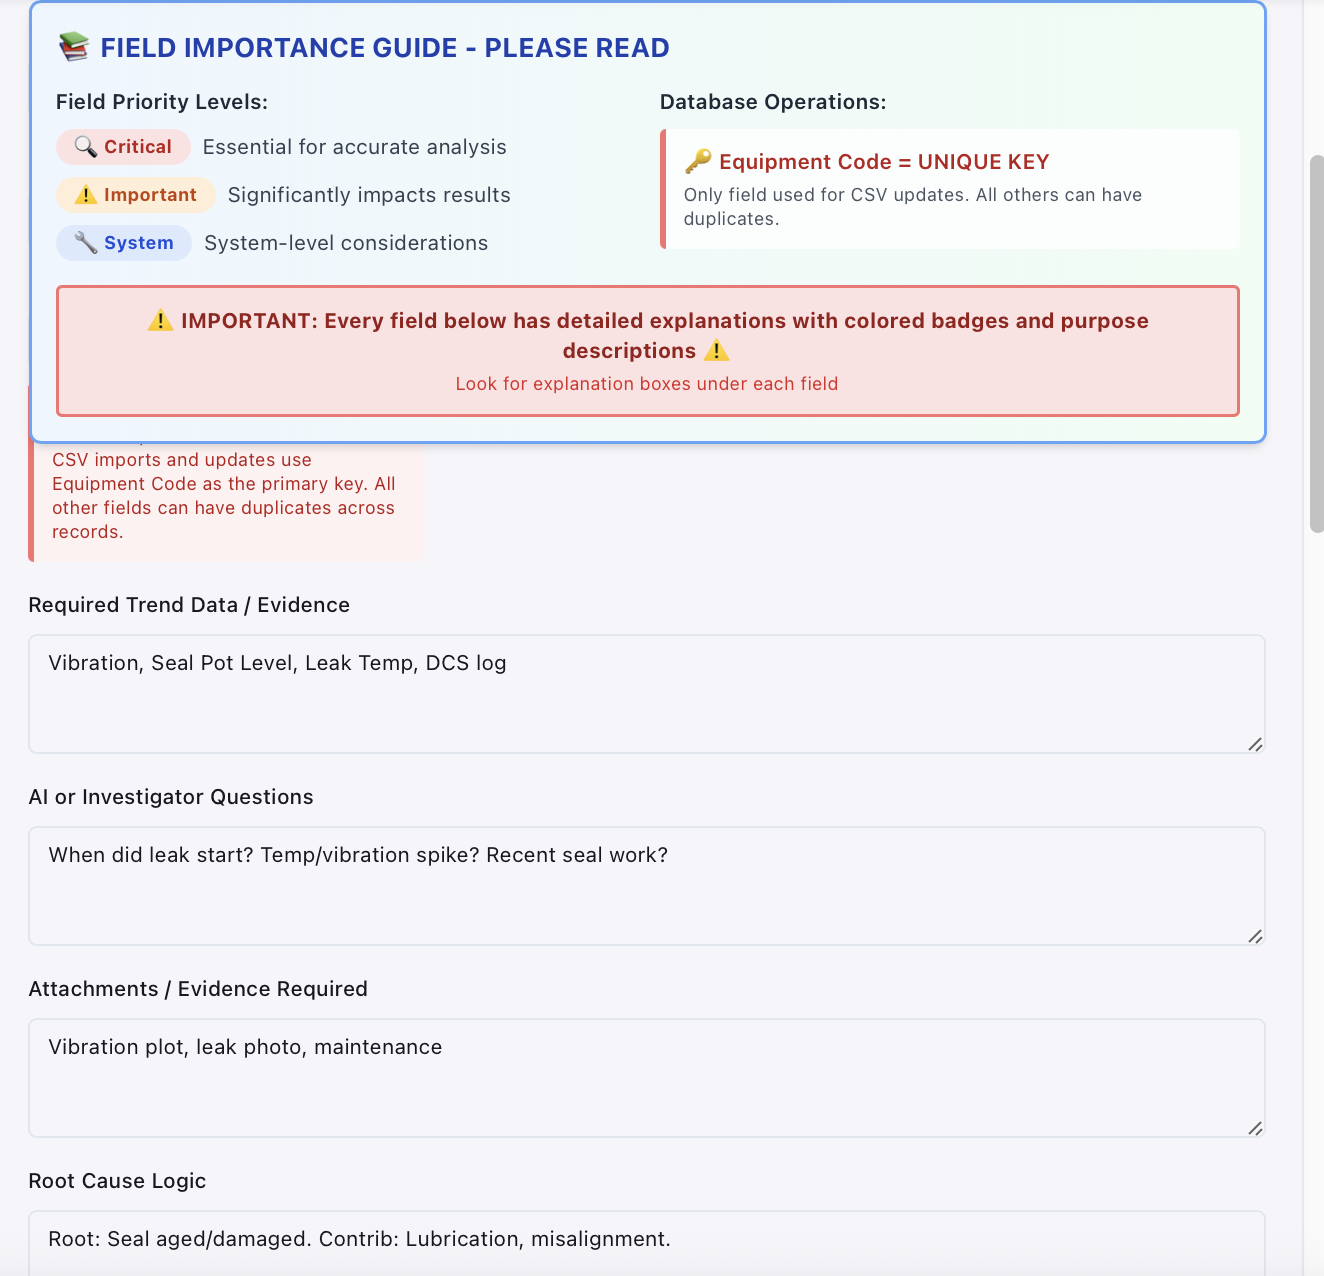 📚 FIELD IMPORTANCE GUIDE - PLEASE READ
Field Priority Levels:
🔍 Critical Essential for accurate analysis
⚠️ Important Significantly impacts results
🔧 System System-level considerations
Database Operations:
🔑 Equipment Code = UNIQUE KEY
Only field used for CSV updates. All others can have
duplicates.
⚠️ IMPORTANT: Every field below has detailed explanations with colored badges and purpose
descriptions ⚠️
Look for explanation boxes under each field
CSV imports and updates use
Equipment Code as the primary key. All
other fields can have duplicates across
records.
Required Trend Data / Evidence
Vibration, Seal Pot Level, Leak Temp, DCS log
AI or Investigator Questions
When did leak start? Temp/vibration spike? Recent seal work?
Attachments / Evidence Required
Vibration plot, leak photo, maintenance
Root Cause Logic
Root: Seal aged/damaged. Contrib: Lubrication, misalignment.